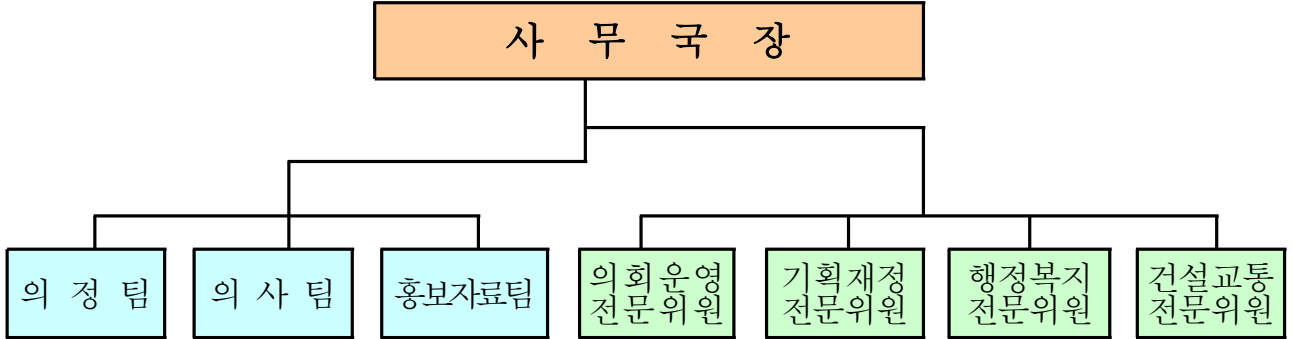 사 무 국 장
의 정 팀
의 사 팀
홍보자료팀
의회운영
전문위원
기획재정
전문위원
행정복지
전문위원
건설교통
전문위원